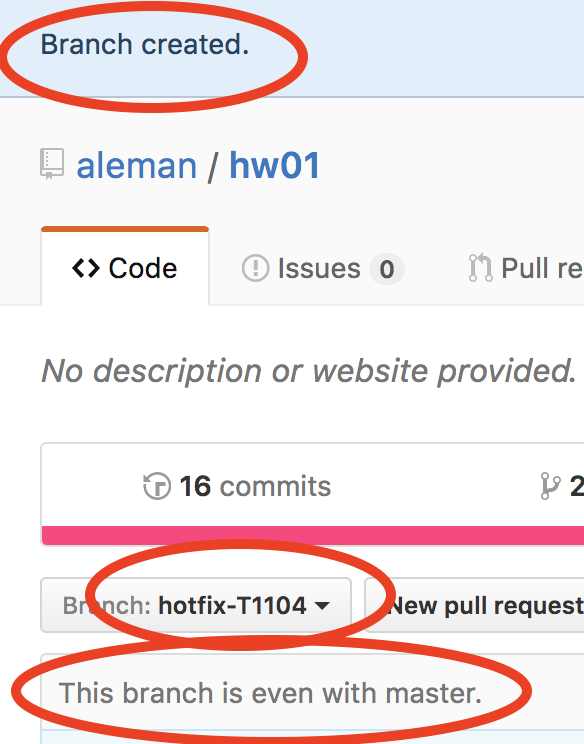 Branch created.
aleman / hw01
<> Code Issues 0 Pull re
No description or website provided.
16 commits 2
Branch: hotfix-T1104 New pull request
This branch is even with master.